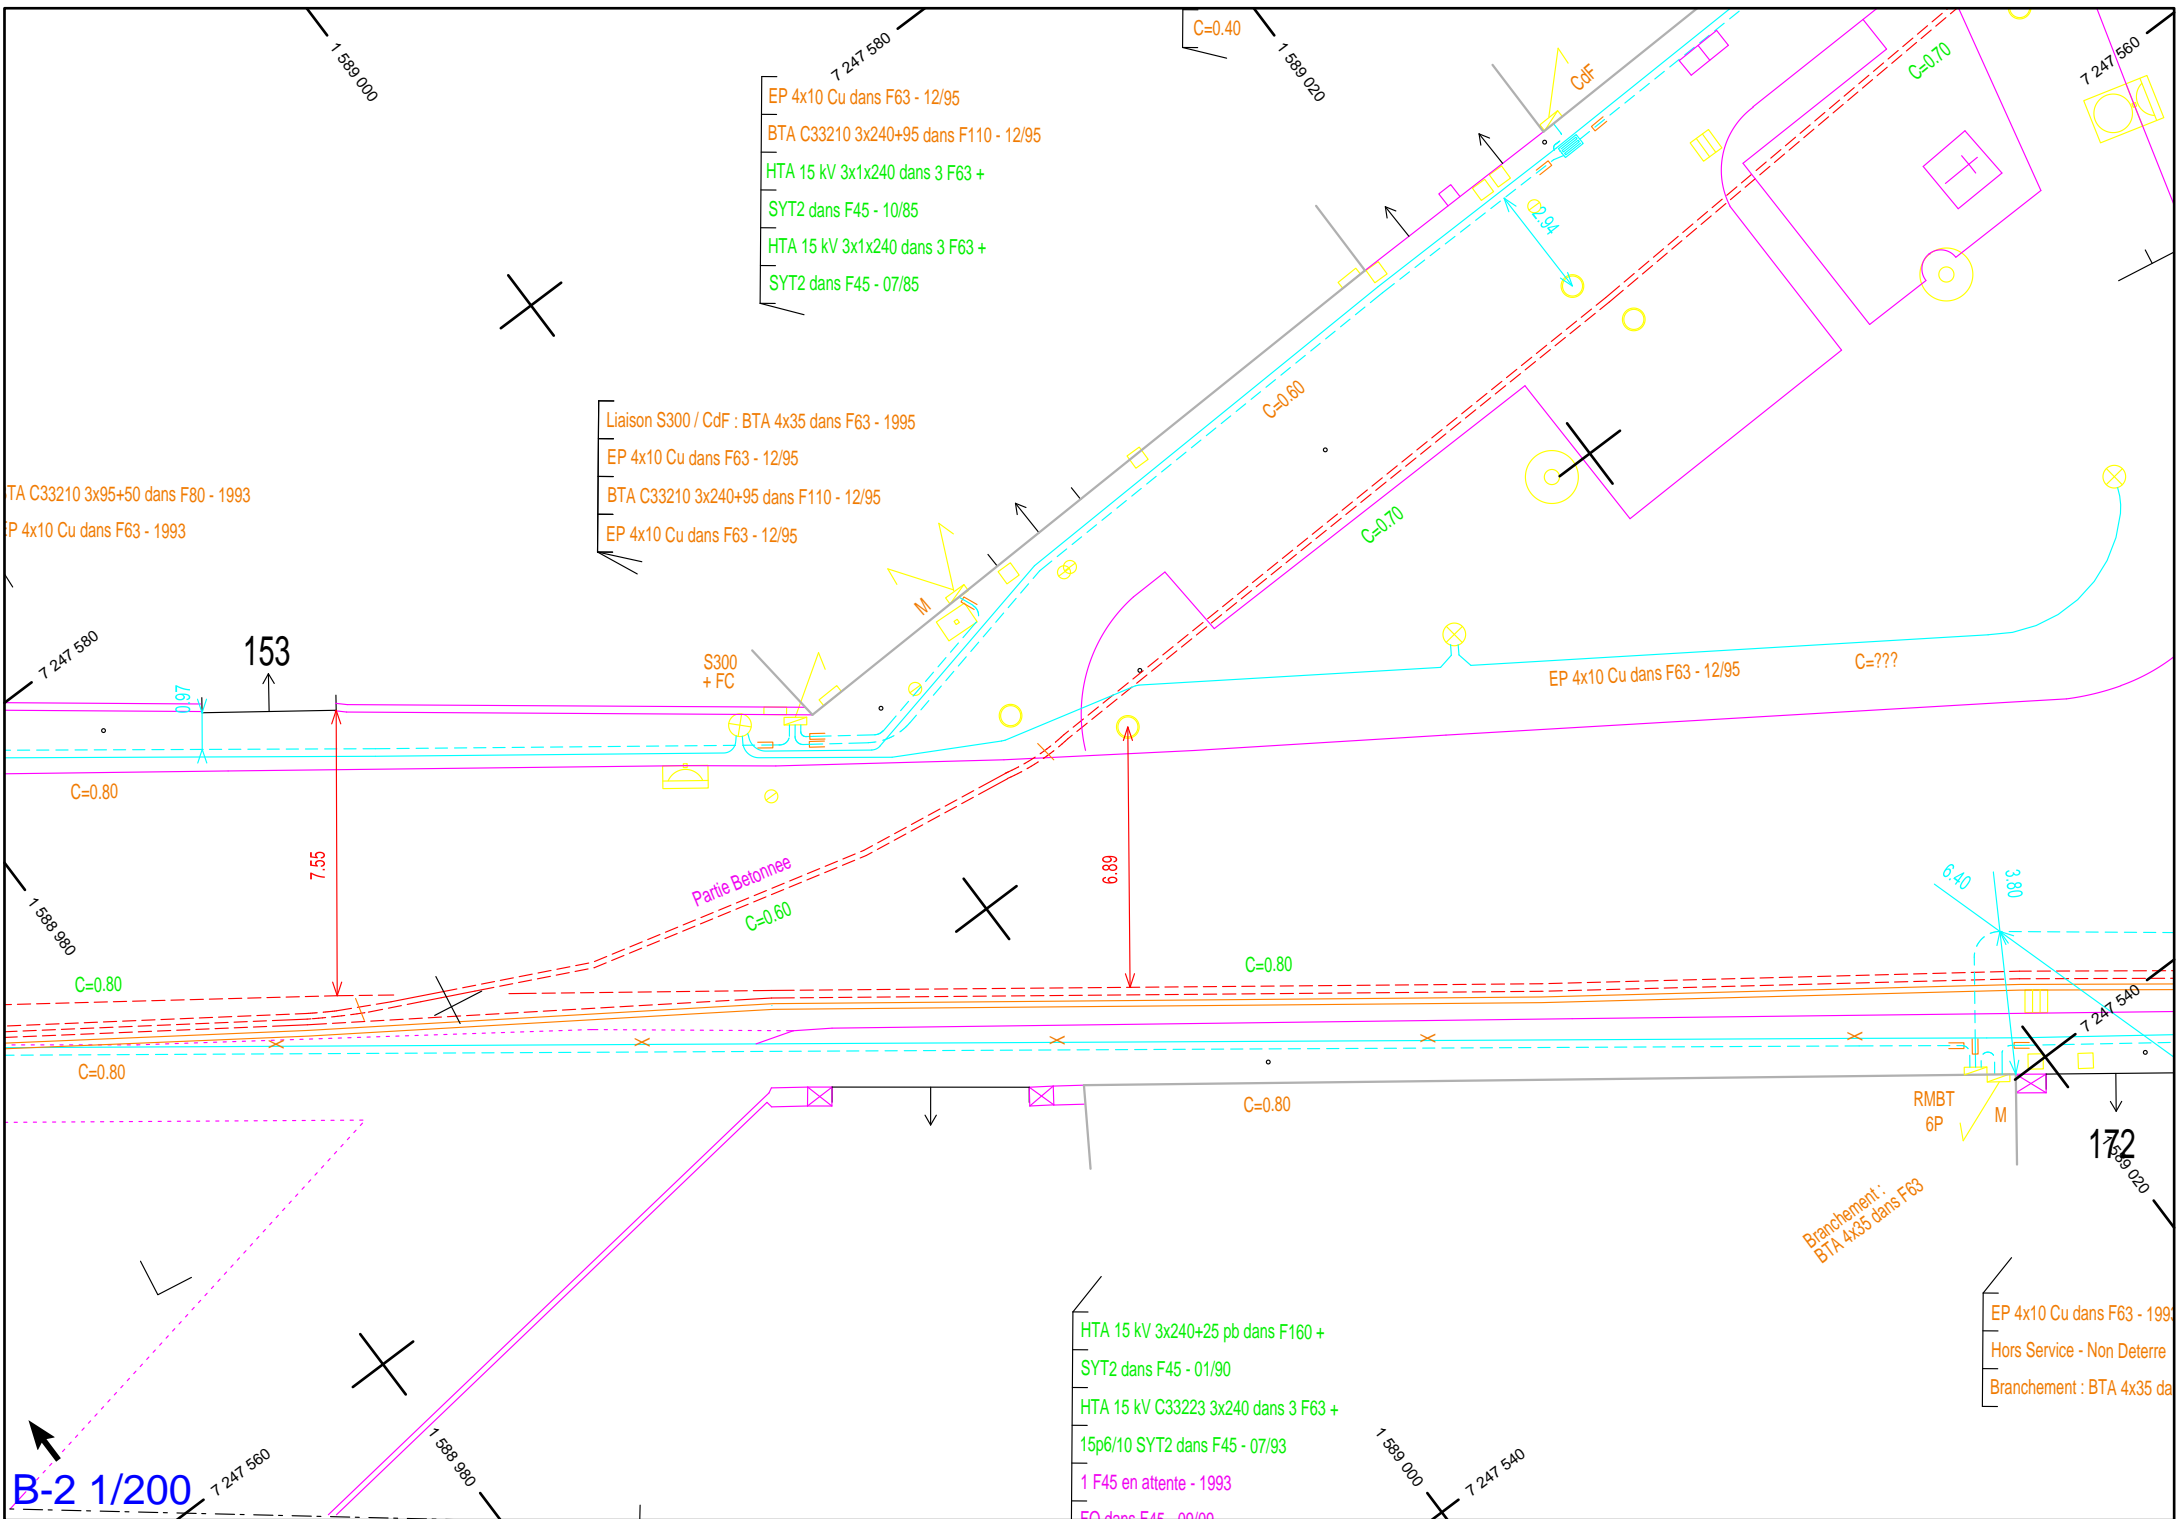 1 589 000
7 247 580
C=0.40
1 589 020
CdF
C=0.70
7 247 560
EP 4x10 Cu dans F63 - 12/95
BTA C33210 3x240+95 dans F110 - 12/95
HTA 15 kV 3x1x240 dans 3 F63 +
SYT2 dans F45 - 10/85
HTA 15 kV 3x1x240 dans 3 F63 +
SYT2 dans F45 - 07/85
2.94
Liaison S300 / CdF : BTA 4x35 dans F63 - 1995
EP 4x10 Cu dans F63 - 12/95
BTA C33210 3x240+95 dans F110 - 12/95
EP 4x10 Cu dans F63 - 12/95
C=0.60
TA C33210 3x95+50 dans F80 - 1993
EP 4x10 Cu dans F63 - 1993
C=0.70
M
7 247 580
153
S300
+ FC
0.97
EP 4x10 Cu dans F63 - 12/95
C=???
C=0.80
7.55
Partie Betonnee
C=0.60
6.89
6.40
3.80
1 588 980
C=0.80
C=0.80
7 247 540
C=0.80
C=0.80
RMBT
6P
M
172
1 589 020
Branchement :
BTA 4x35 dans F63
HTA 15 kV 3x240+25 pb dans F160 +
SYT2 dans F45 - 01/90
HTA 15 kV C33223 3x240 dans 3 F63 +
15p6/10 SYT2 dans F45 - 07/93
1 F45 en attente - 1993
FO dans F45 - 09/09
EP 4x10 Cu dans F63 - 1993
Hors Service - Non Deterre
Branchement : BTA 4x35 da
B-2 1/200
7 247 560
1 588 980
1 589 000
7 247 540